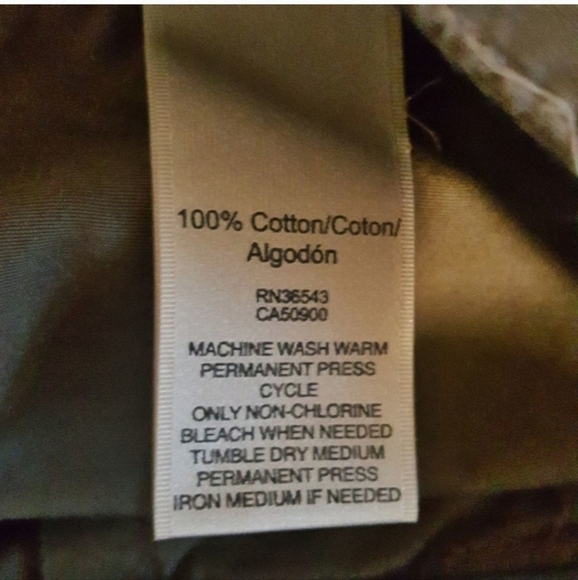 100% Cotton/Coton/
Algodón
RN36543
CA50900
MACHINE WASH WARM
PERMANENT PRESS
CYCLE
ONLY NON-CHLORINE
BLEACH WHEN NEEDED
TUMBLE DRY MEDIUM
PERMANENT PRESS
IRON MEDIUM IF NEEDED